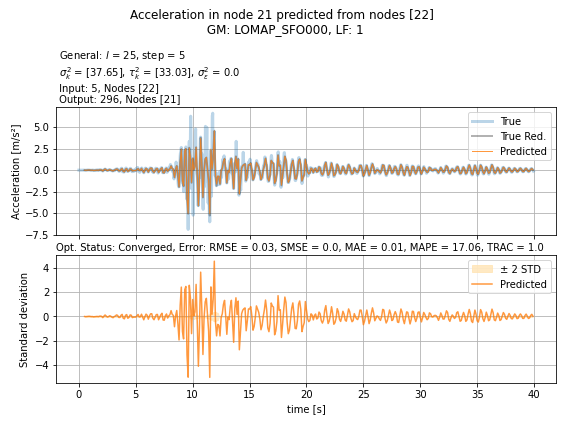 Acceleration in node 21 predicted from nodes [22]
GM: LOMAP_SFO000, LF: 1
General: l = 25, step = 5
σ²ₖ = [37.65], τ²ₖ = [33.03], σ²ε = 0.0
Input: 5, Nodes [22]
Output: 296, Nodes [21]
Acceleration [m/s²]
5.0
2.5
0.0
−2.5
−5.0
−7.5
True
True Red.
Predicted
Opt. Status: Converged, Error: RMSE = 0.03, SMSE = 0.0, MAE = 0.01, MAPE = 17.06, TRAC = 1.0
Standard deviation
4
2
0
−2
−4
± 2 STD
Predicted
0 5 10 15 20 25 30 35 40
time [s]